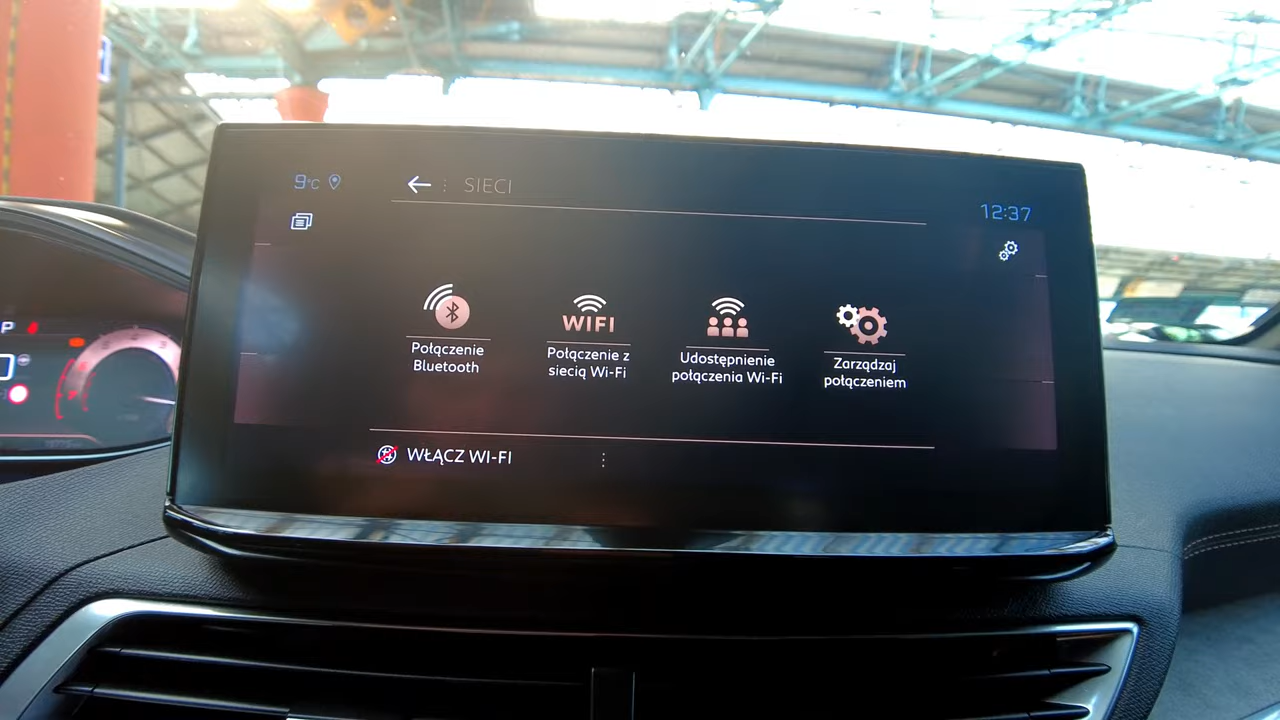 9°C
SIECI
12:37
WIFI
Połączenie
Bluetooth
Połączenie z
siecią Wi-Fi
Udostępnienie
połączenia Wi-Fi
Zarządzaj
połączeniem
WŁĄCZ WI-FI
P